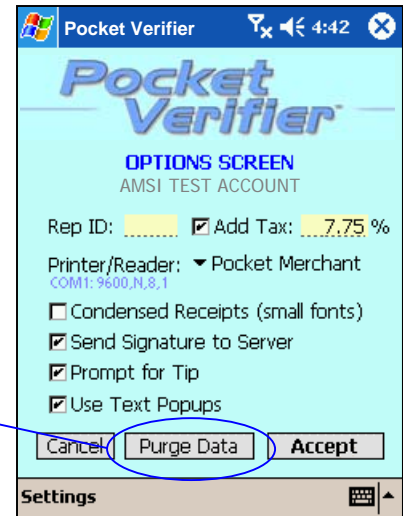 Pocket Verifier 4:42
Pocket
Verifier
OPTIONS SCREEN
AMSI TEST ACCOUNT
Rep ID: Add Tax: 7.75 %
Printer/Reader: Pocket Merchant
COM1: 9600,N,8,1
Condensed Receipts (small fonts)
Send Signature to Server
Prompt for Tip
Use Text Popups
Cancel Purge Data Accept
Settings